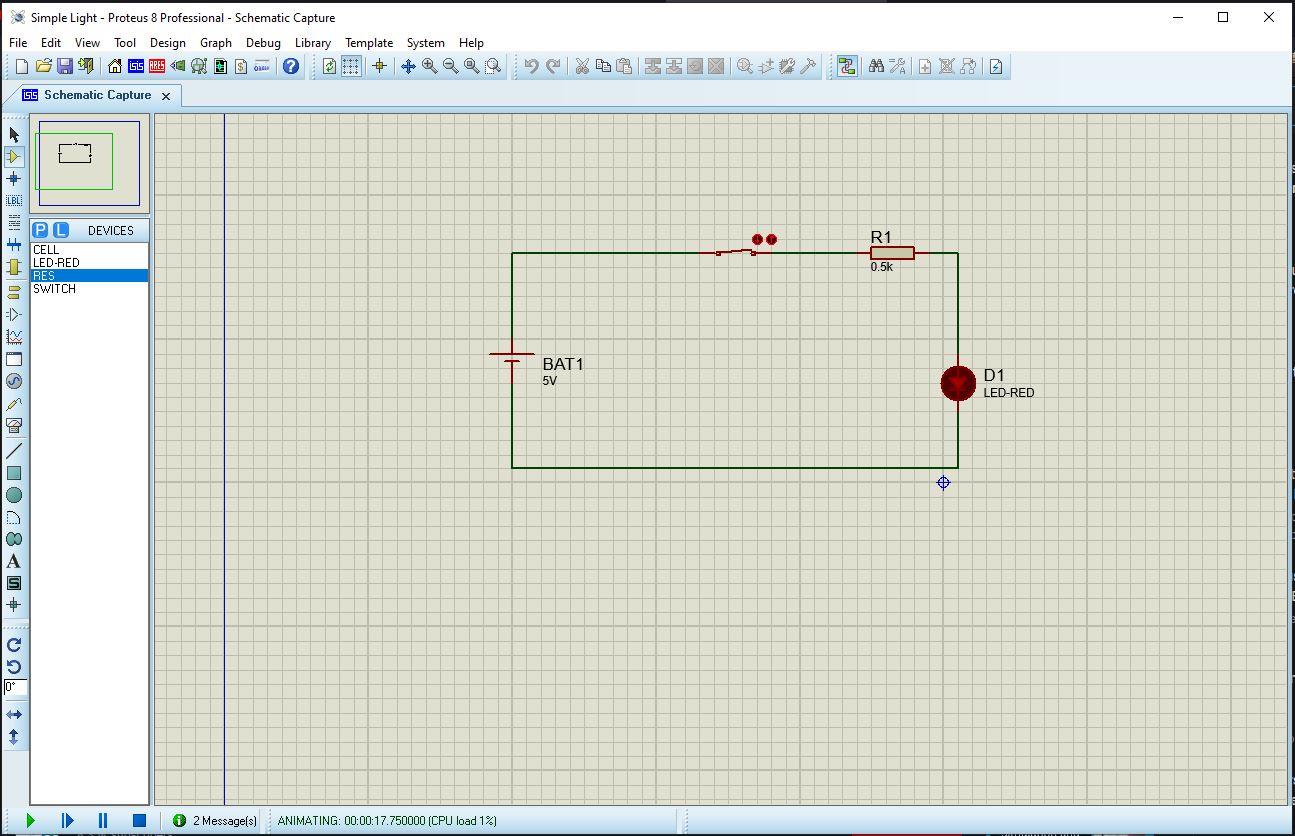 Simple Light - Proteus 8 Professional - Schematic Capture
File Edit View Tool Design Graph Debug Library Template System Help
Schematic Capture
LBL
P L DEVICES
CELL
LED-RED
RES
SWITCH
R1
0.5k
BAT1
5V
D1
LED-RED
A
S
0°
2 Message(s)
ANIMATING: 00:00:17.750000 (CPU load 1%)